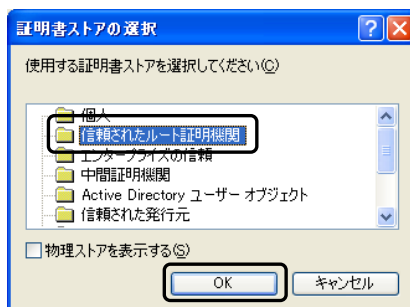 証明書ストアの選択
使用する証明書ストアを選択してください(C)
個人
信頼されたルート証明機関
エンタープライズの信頼
中間証明機関
Active Directory ユーザー オブジェクト
信頼された発行元
物理ストアを表示する(S)
OK
キャンセル